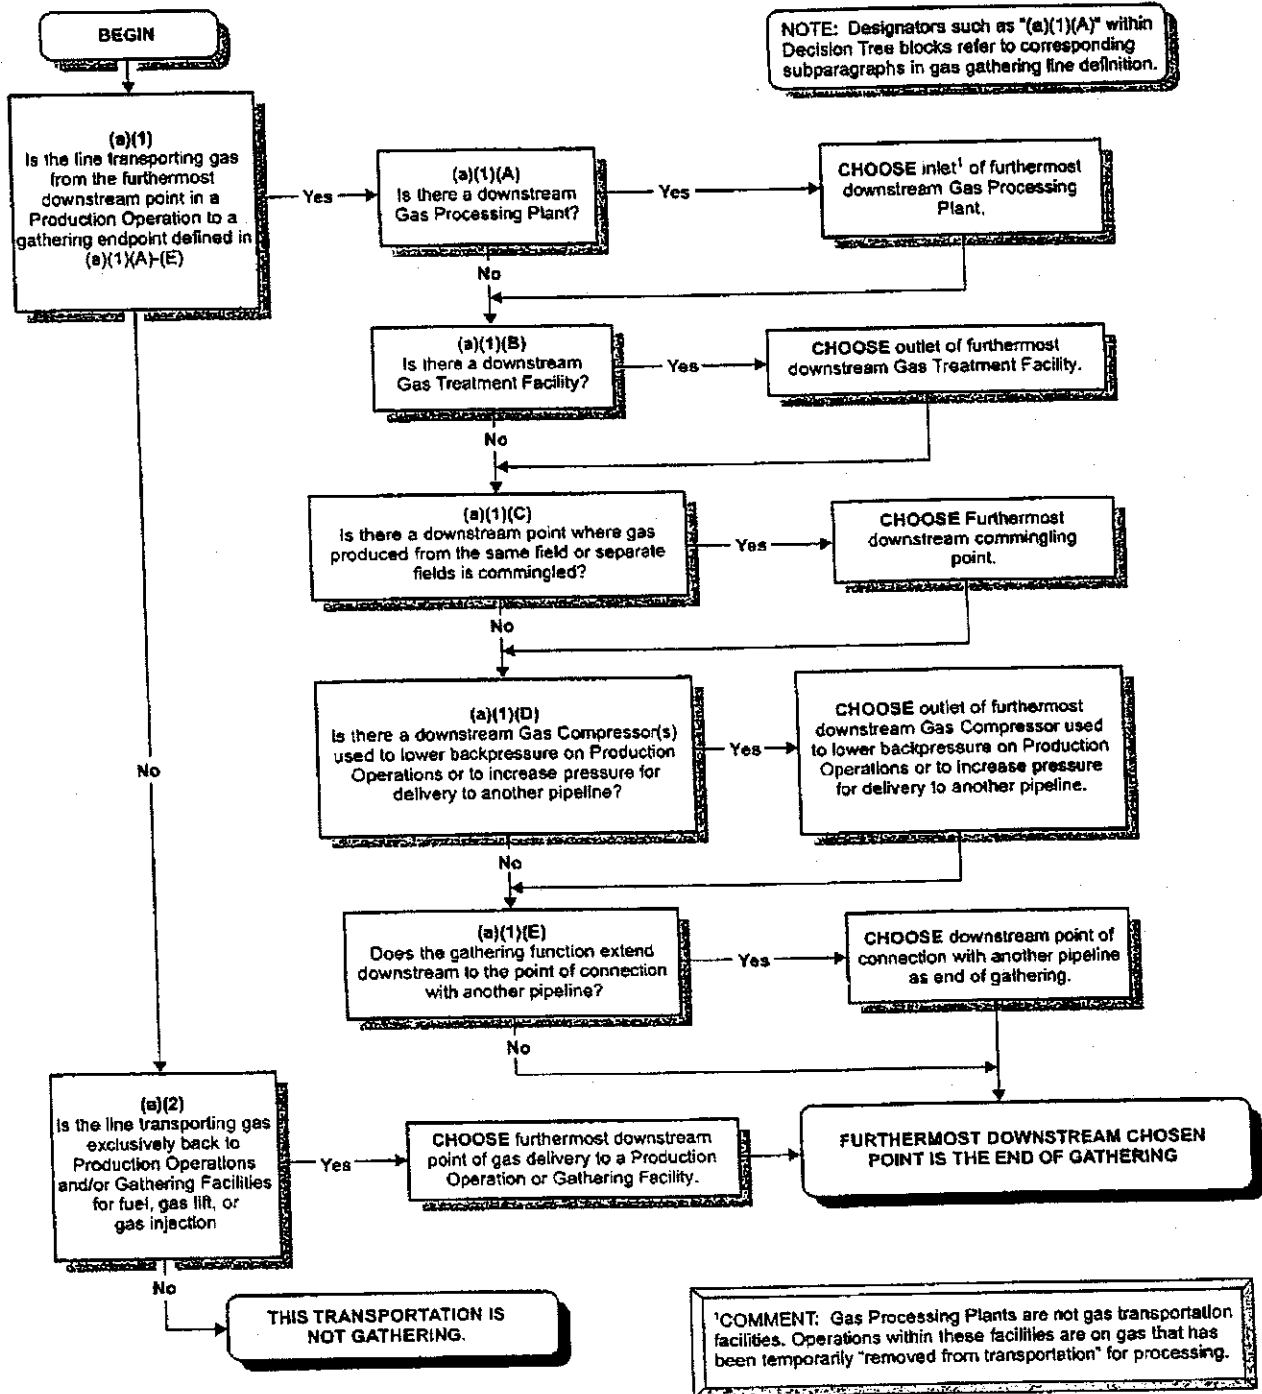 BEGIN
NOTE: Designators such as "(a)(1)(A)" within
Decision Tree blocks refer to corresponding
subparagraphs in gas gathering line definition.
(a)(1)
Is the line transporting gas
from the furthermost
downstream point in a
Production Operation to a
gathering endpoint defined in
(a)(1)(A)-(E)
Yes
(a)(1)(A)
Is there a downstream
Gas Processing Plant?
Yes
CHOOSE inlet¹ of furthermost
downstream Gas Processing
Plant.
No
(a)(1)(B)
Is there a downstream
Gas Treatment Facility?
Yes
CHOOSE outlet of furthermost
downstream Gas Treatment Facility.
No
(a)(1)(C)
Is there a downstream point where gas
produced from the same field or separate
fields is commingled?
Yes
CHOOSE Furthermost
downstream commingling
point.
No
(a)(1)(D)
Is there a downstream Gas Compressor(s)
used to lower backpressure on Production
Operations or to increase pressure for
delivery to another pipeline?
Yes
CHOOSE outlet of furthermost
downstream Gas Compressor used
to lower backpressure on Production
Operations or to increase pressure
for delivery to another pipeline.
No
No
(a)(1)(E)
Does the gathering function extend
downstream to the point of connection
with another pipeline?
Yes
CHOOSE downstream point of
connection with another pipeline
as end of gathering.
No
(a)(2)
Is the line transporting gas
exclusively back to
Production Operations
and/or Gathering Facilities
for fuel, gas lift, or
gas injection
Yes
CHOOSE furthermost downstream
point of gas delivery to a Production
Operation or Gathering Facility.
FURTHERMOST DOWNSTREAM CHOSEN
POINT IS THE END OF GATHERING
No
THIS TRANSPORTATION IS
NOT GATHERING.
¹COMMENT: Gas Processing Plants are not gas transportation
facilities. Operations within these facilities are on gas that has
been temporarily "removed from transportation" for processing.